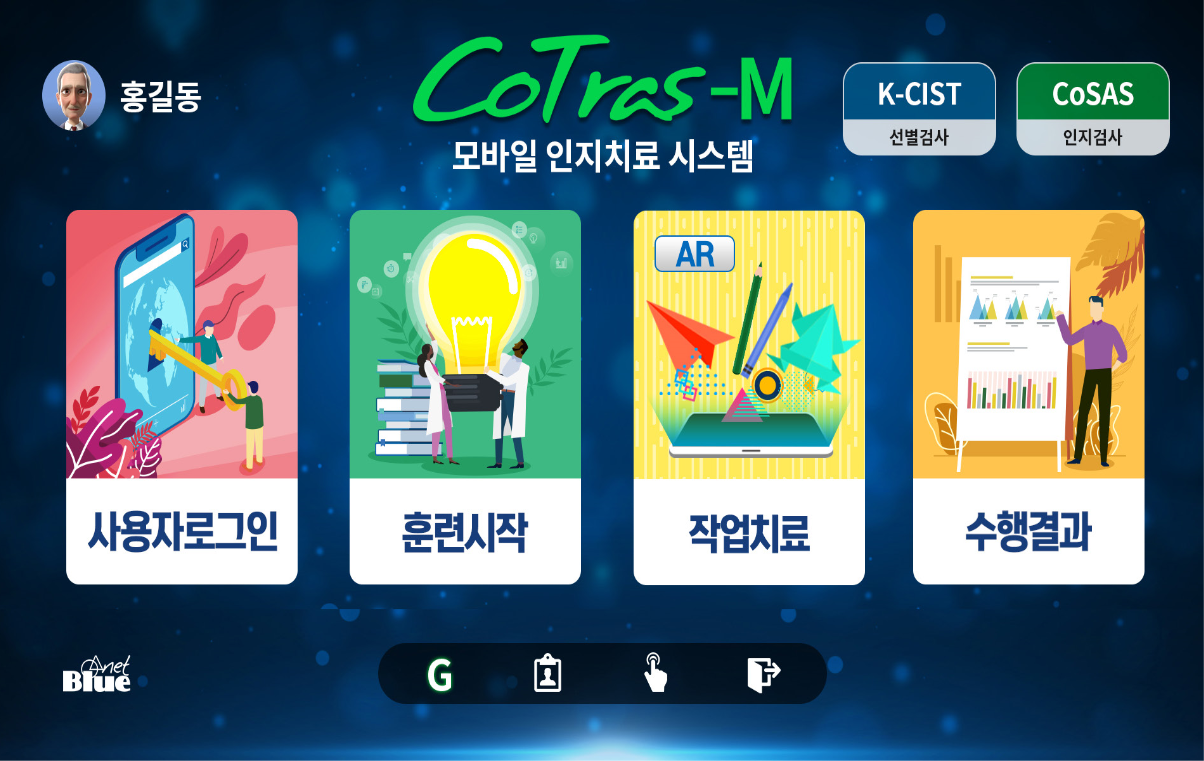 홍길동
CoTras-M
모바일 인지치료 시스템
K-CIST
선별검사
CoSAS
인지검사
AR
사용자로그인
훈련시작
작업치료
수행결과
Anet
Blue
G